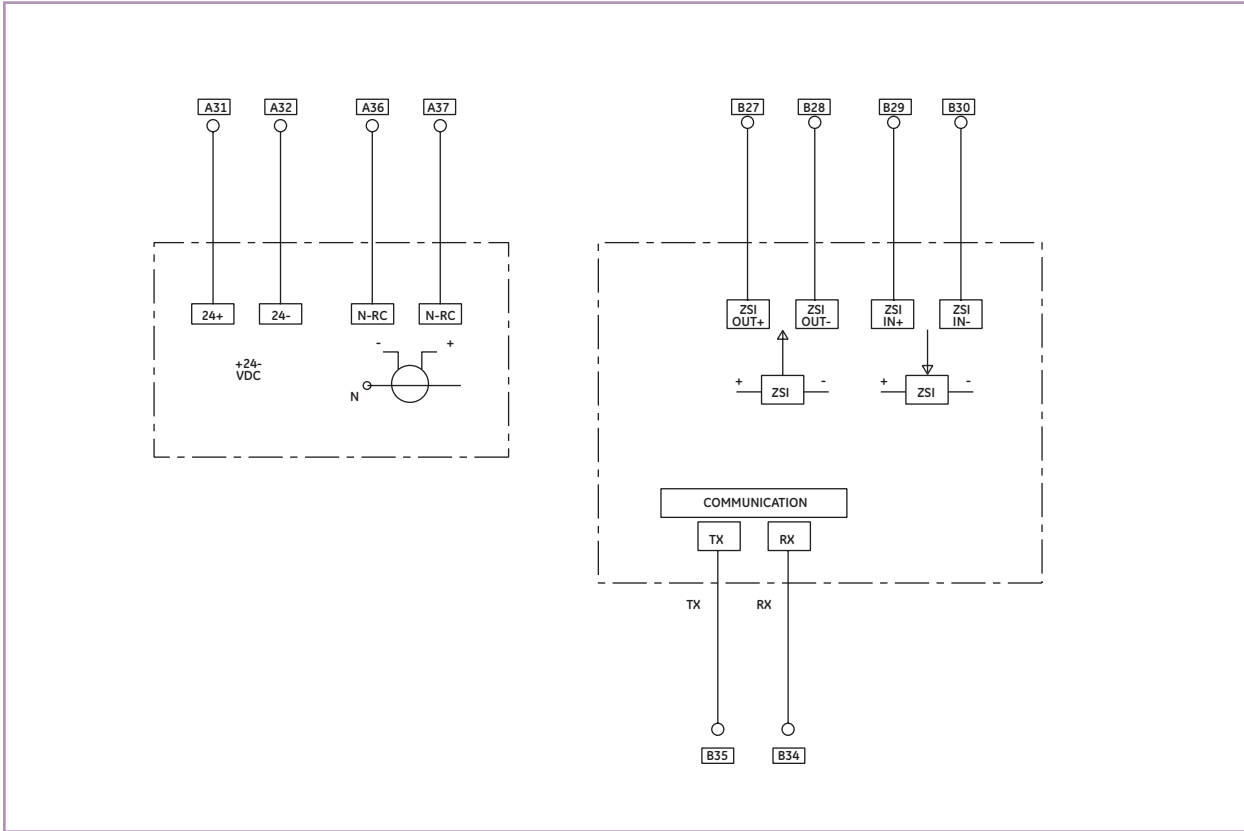 A31
A32
A36
A37
B27
B28
B29
B30
24+
24-
N-RC
N-RC
ZSI
OUT+
ZSI
OUT-
ZSI
IN+
ZSI
IN-
+24-
VDC
-
+
N
+
ZSI
-
+
ZSI
-
COMMUNICATION
TX
RX
TX
RX
B35
B34